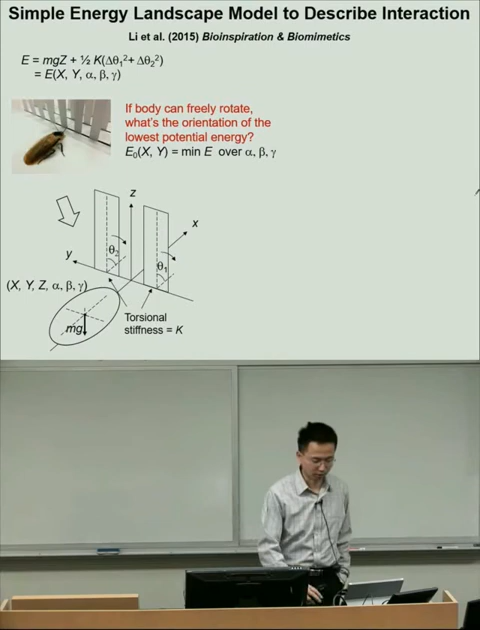 Simple Energy Landscape Model to Describe Interaction
Li et al. (2015) Bioinspiration & Biomimetics
E = mgZ + ½ K(Δθ₁²+ Δθ₂²)
= E(X, Y, α, β, γ)
If body can freely rotate,
what's the orientation of the
lowest potential energy?
E₀(X, Y) = min E over α, β, γ
z
x
y
θ₂
θ₁
(X, Y, Z, α, β, γ)
mg
Torsional
stiffness = K